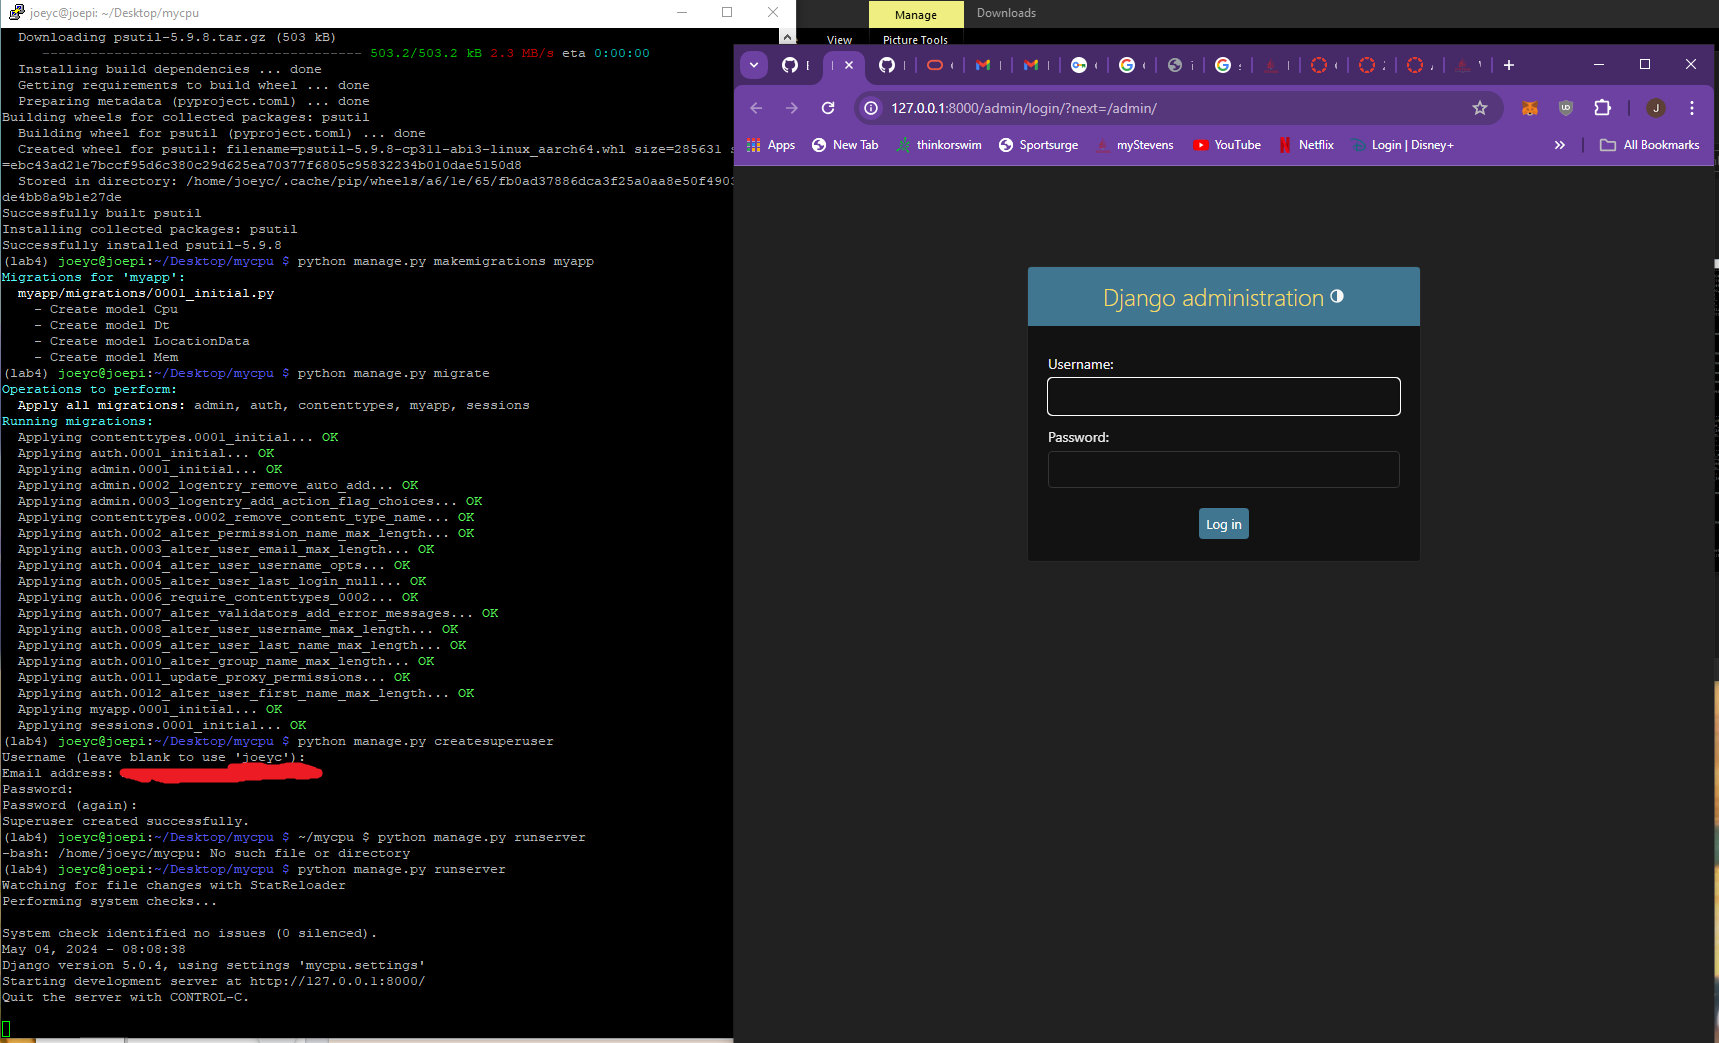 joeyc@joepi: ~/Desktop/mycpu
Downloading psutil-5.9.8.tar.gz (503 kB)
---------------------------------------- 503.2/503.2 kB 2.3 MB/s eta 0:00:00
Installing build dependencies ... done
Getting requirements to build wheel ... done
Preparing metadata (pyproject.toml) ... done
Building wheels for collected packages: psutil
Building wheel for psutil (pyproject.toml) ... done
Created wheel for psutil: filename=psutil-5.9.8-cp311-abi3-linux_aarch64.whl size=285631
=ebc43ad21e7bccf95d6c380c29d625ea70377f6805c95832234b010dae5150d8
Stored in directory: /home/joeyc/.cache/pip/wheels/a6/1e/65/fb0ad37886dca3f25a0aa8e50f4903
de4bb8a9b1e27de
Successfully built psutil
Installing collected packages: psutil
Successfully installed psutil-5.9.8
(lab4) joeyc@joepi:~/Desktop/mycpu $ python manage.py makemigrations myapp
Migrations for 'myapp':
myapp/migrations/0001_initial.py
- Create model Cpu
- Create model Dt
- Create model LocationData
- Create model Mem
(lab4) joeyc@joepi:~/Desktop/mycpu $ python manage.py migrate
Operations to perform:
Apply all migrations: admin, auth, contenttypes, myapp, sessions
Running migrations:
Applying contenttypes.0001_initial... OK
Applying auth.0001_initial... OK
Applying admin.0001_initial... OK
Applying admin.0002_logentry_remove_auto_add... OK
Applying admin.0003_logentry_add_action_flag_choices... OK
Applying contenttypes.0002_remove_content_type_name... OK
Applying auth.0002_alter_permission_name_max_length... OK
Applying auth.0003_alter_user_email_max_length... OK
Applying auth.0004_alter_user_username_opts... OK
Applying auth.0005_alter_user_last_login_null... OK
Applying auth.0006_require_contenttypes_0002... OK
Applying auth.0007_alter_validators_add_error_messages... OK
Applying auth.0008_alter_user_username_max_length... OK
Applying auth.0009_alter_user_last_name_max_length... OK
Applying auth.0010_alter_group_name_max_length... OK
Applying auth.0011_update_proxy_permissions... OK
Applying auth.0012_alter_user_first_name_max_length... OK
Applying myapp.0001_initial... OK
Applying sessions.0001_initial... OK
(lab4) joeyc@joepi:~/Desktop/mycpu $ python manage.py createsuperuser
Username (leave blank to use 'joeyc'):
Email address:
Password:
Password (again):
Superuser created successfully.
(lab4) joeyc@joepi:~/Desktop/mycpu $ ~/mycpu $ python manage.py runserver
-bash: /home/joeyc/mycpu: No such file or directory
(lab4) joeyc@joepi:~/Desktop/mycpu $ python manage.py runserver
Watching for file changes with StatReloader
Performing system checks...
System check identified no issues (0 silenced).
May 04, 2024 - 08:08:38
Django version 5.0.4, using settings 'mycpu.settings'
Starting development server at http://127.0.0.1:8000/
Quit the server with CONTROL-C.
Manage Downloads
View Picture Tools
127.0.0.1:8000/admin/login/?next=/admin/
J
Apps New Tab thinkorswim Sportsurge myStevens YouTube Netflix Login | Disney+ » All Bookmarks
Django administration
Username:
Password:
Log in